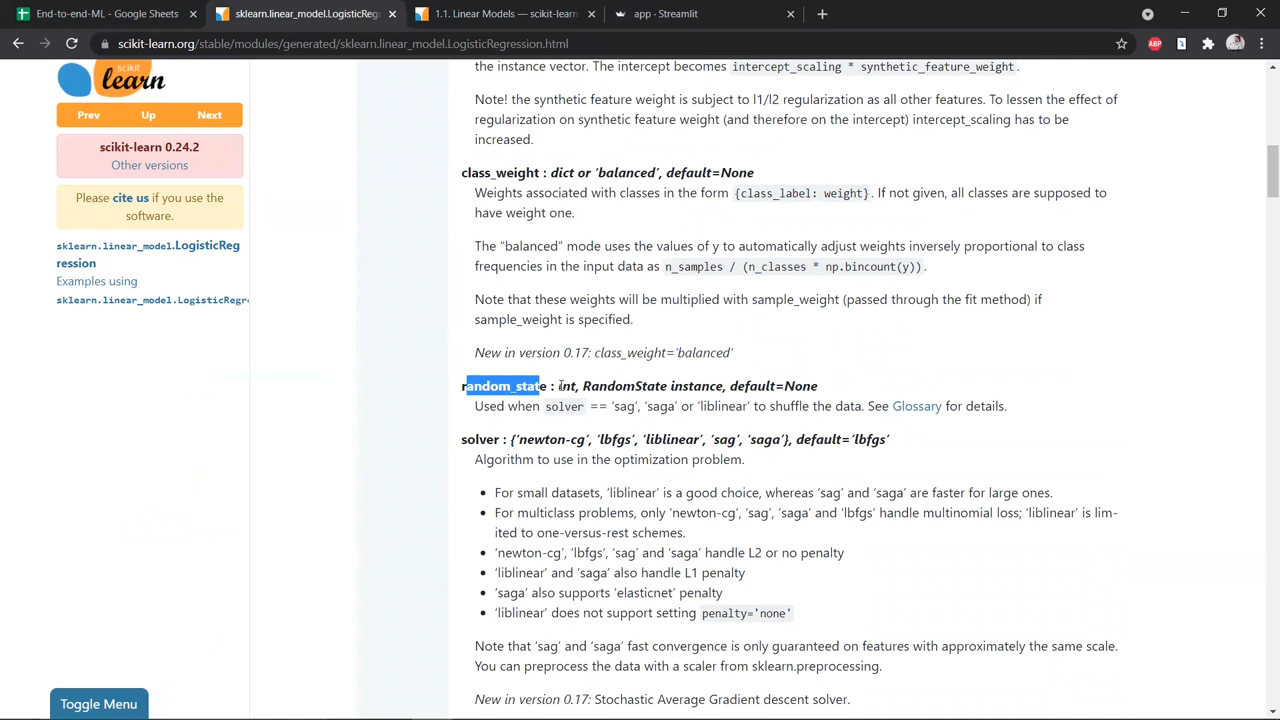 End-to-end-ML - Google Sheets
sklearn.linear_model.LogisticRegr
1.1. Linear Models — scikit-learn
app · Streamlit
scikit-learn.org/stable/modules/generated/sklearn.linear_model.LogisticRegression.html
ABP
scikit
learn
Prev Up Next
scikit-learn 0.24.2
Other versions
Please cite us if you use the
software.
sklearn.linear_model.LogisticReg
ression
Examples using
sklearn.linear_model.LogisticRegre
Toggle Menu
the instance vector. The intercept becomes intercept_scaling * synthetic_feature_weight.
Note! the synthetic feature weight is subject to l1/l2 regularization as all other features. To lessen the effect of
regularization on synthetic feature weight (and therefore on the intercept) intercept_scaling has to be
increased.
class_weight : dict or 'balanced', default=None
Weights associated with classes in the form {class_label: weight}. If not given, all classes are supposed to
have weight one.
The “balanced” mode uses the values of y to automatically adjust weights inversely proportional to class
frequencies in the input data as n_samples / (n_classes * np.bincount(y)).
Note that these weights will be multiplied with sample_weight (passed through the fit method) if
sample_weight is specified.
New in version 0.17: class_weight='balanced'
random_state : int, RandomState instance, default=None
Used when solver == 'sag', 'saga' or 'liblinear' to shuffle the data. See Glossary for details.
solver : {'newton-cg', 'lbfgs', 'liblinear', 'sag', 'saga'}, default='lbfgs'
Algorithm to use in the optimization problem.
• For small datasets, 'liblinear' is a good choice, whereas 'sag' and 'saga' are faster for large ones.
• For multiclass problems, only 'newton-cg', 'sag', 'saga' and 'lbfgs' handle multinomial loss; 'liblinear' is lim-
ited to one-versus-rest schemes.
• 'newton-cg', 'lbfgs', 'sag' and 'saga' handle L2 or no penalty
• 'liblinear' and 'saga' also handle L1 penalty
• 'saga' also supports 'elasticnet' penalty
• 'liblinear' does not support setting penalty='none'
Note that 'sag' and 'saga' fast convergence is only guaranteed on features with approximately the same scale.
You can preprocess the data with a scaler from sklearn.preprocessing.
New in version 0.17: Stochastic Average Gradient descent solver.